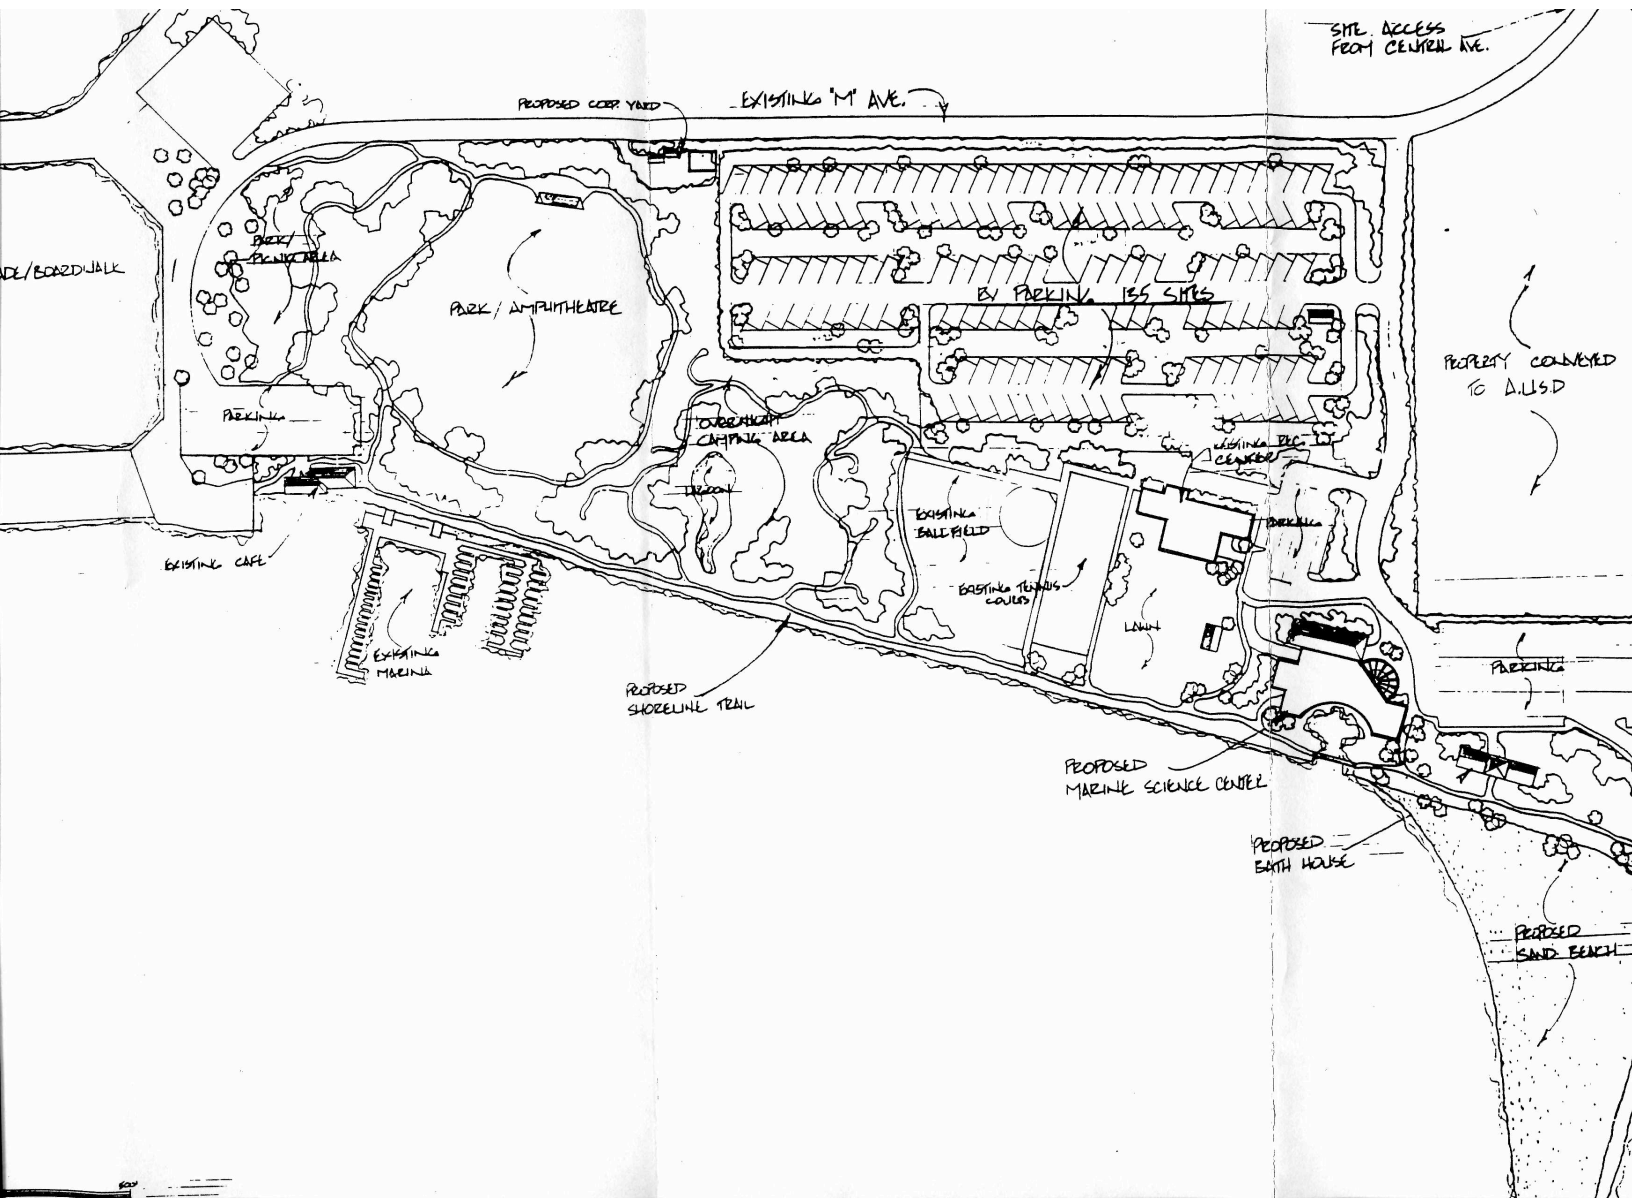 SITE ACCESS
FROM CENTRAL AVE.
PROPOSED CORP. YARD
EXISTING "M" AVE.
PARK/
PICNIC AREA
ADE/BOARDWALK
PARK / AMPHITHEATRE
RV PARKING 135 SITES
PROPERTY CONVEYED
TO A.U.S.D
PARKING
OVERNIGHT
CAMPING AREA
EXISTING REC.
CENTER
LAGOON
EXISTING
BALLFIELD
PARKING
EXISTING CAFE
EXISTING TENNIS
COURTS
LAWN
EXISTING
MARINA
PARKING
PROPOSED
SHORELINE TRAIL
PROPOSED
MARINE SCIENCE CENTER
PROPOSED
BATH HOUSE
PROPOSED
SAND BEACH